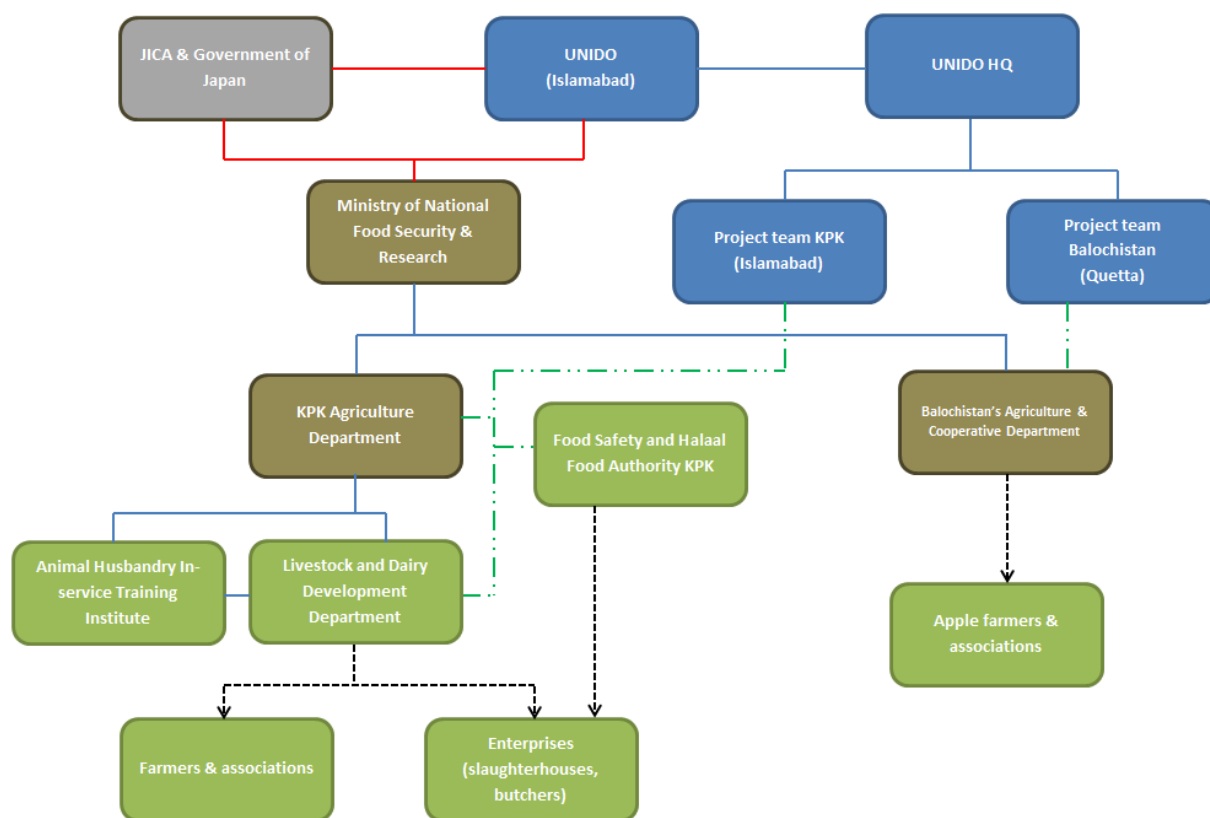 JICA & Government of
Japan
UNIDO
(Islamabad)
UNIDO HQ
Ministry of National
Food Security &
Research
Project team KPK
(Islamabad)
Project team
Balochistan
(Quetta)
KPK Agriculture
Department
Food Safety and Halaal
Food Authority KPK
Balochistan's Agriculture &
Cooperative Department
Animal Husbandry In-
service Training
Institute
Livestock and Dairy
Development
Department
Apple farmers &
associations
Farmers & associations
Enterprises
(slaughterhouses,
butchers)